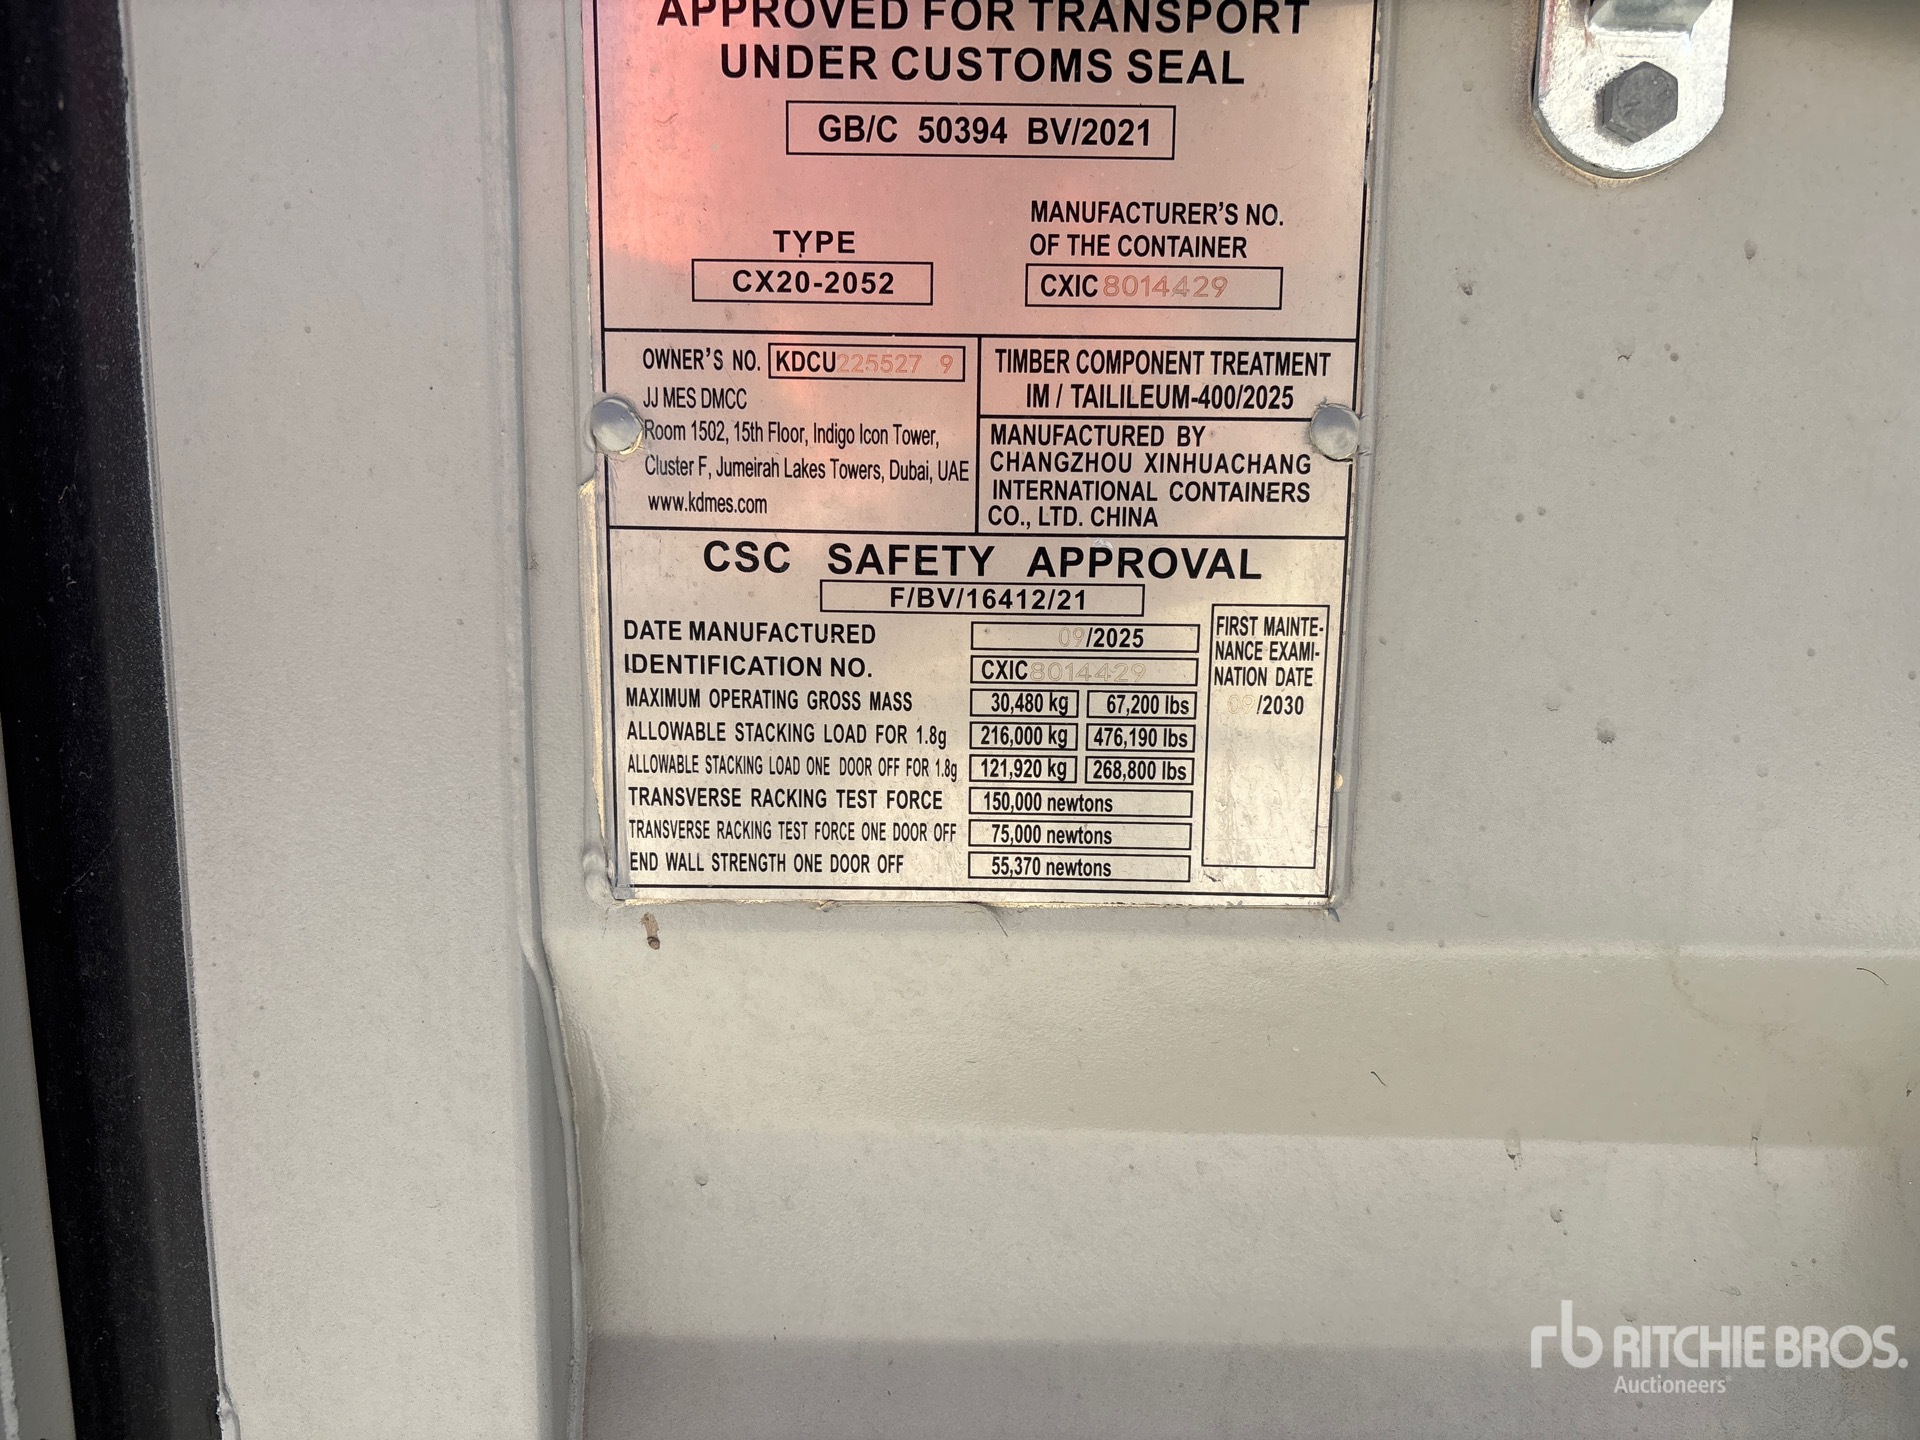 APPROVED FOR TRANSPORT
UNDER CUSTOMS SEAL
GB/C 50394 BV/2021
TYPE
CX20-2052
MANUFACTURER'S NO.
OF THE CONTAINER
CXIC 8014429
OWNER'S NO. KDCU 225527 9
JJ MES DMCC
Room 1502, 15th Floor, Indigo Icon Tower,
Cluster F, Jumeirah Lakes Towers, Dubai, UAE
www.kdmes.com
TIMBER COMPONENT TREATMENT
IM / TAILILEUM-400/2025
MANUFACTURED BY
CHANGZHOU XINHUACHANG
INTERNATIONAL CONTAINERS
CO., LTD. CHINA
CSC SAFETY APPROVAL
F/BV/16412/21
DATE MANUFACTURED 09/2025
IDENTIFICATION NO. CXIC 8014429
MAXIMUM OPERATING GROSS MASS 30,480 kg 67,200 lbs
ALLOWABLE STACKING LOAD FOR 1.8g 216,000 kg 476,190 lbs
ALLOWABLE STACKING LOAD ONE DOOR OFF FOR 1.8g 121,920 kg 268,800 lbs
TRANSVERSE RACKING TEST FORCE 150,000 newtons
TRANSVERSE RACKING TEST FORCE ONE DOOR OFF 75,000 newtons
END WALL STRENGTH ONE DOOR OFF 55,370 newtons
FIRST MAINTE-
NANCE EXAMI-
NATION DATE
09/2030
rb RITCHIE BROS.
Auctioneers